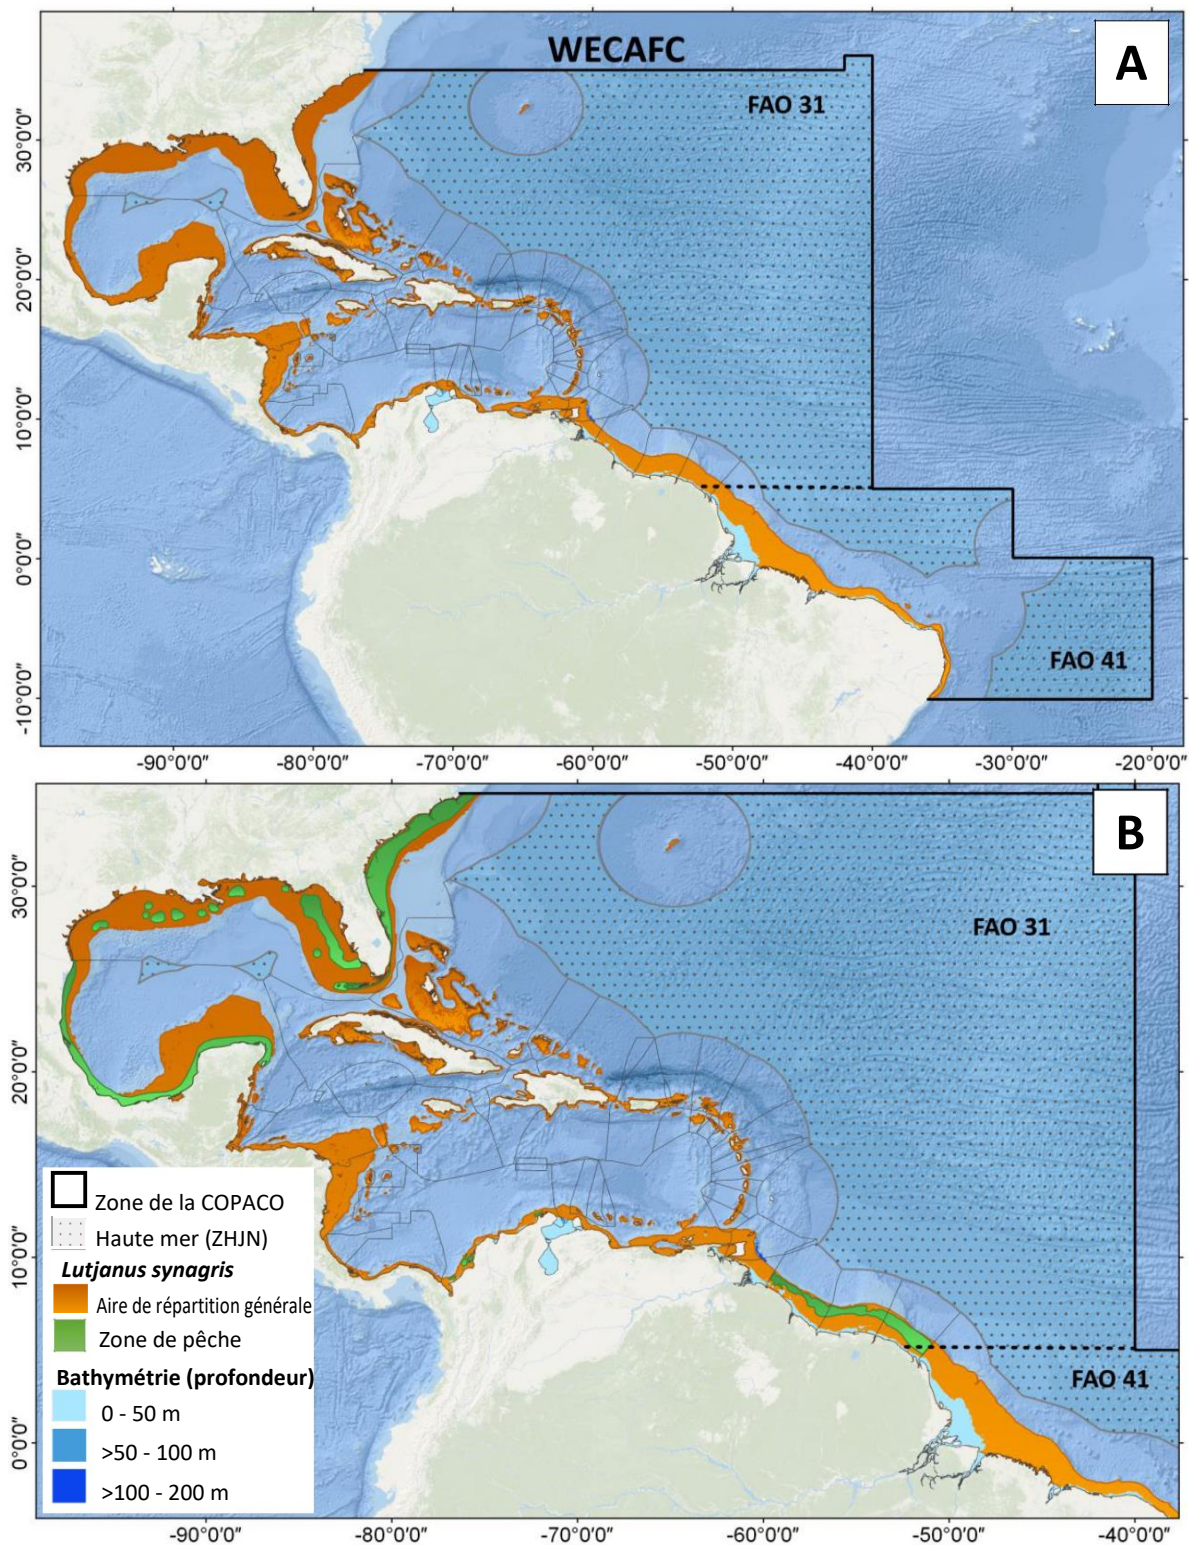 WECAFC
A
FAO 31
FAO 41
30°0'0"
20°0'0"
10°0'0"
0°0'0"
-10°0'0"
-90°0'0"
-80°0'0"
-70°0'0"
-60°0'0"
-50°0'0"
-40°0'0"
-30°0'0"
-20°0'0"
B
FAO 31
FAO 41
30°0'0"
20°0'0"
10°0'0"
0°0'0"
Zone de la COPACO
Haute mer (ZHJN)
Lutjanus synagris
Aire de répartition générale
Zone de pêche
Bathymétrie (profondeur)
0 - 50 m
>50 - 100 m
>100 - 200 m
-90°0'0"
-80°0'0"
-70°0'0"
-60°0'0"
-50°0'0"
-40°0'0"